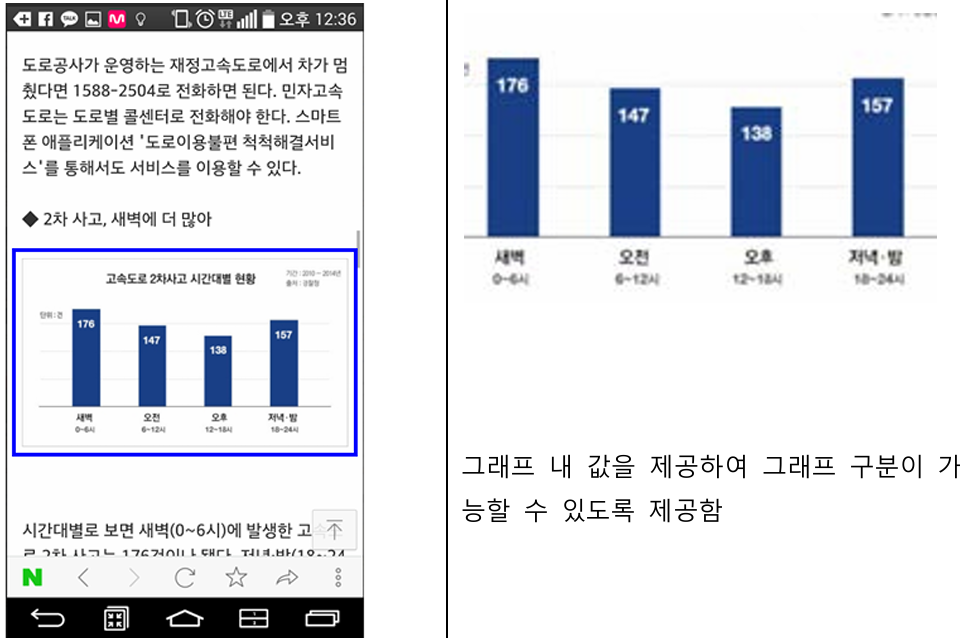 오후 12:36
도로공사가 운영하는 재정고속도로에서 차가 멈
췄다면 1588-2504로 전화하면 된다. 민자고속
도로는 도로별 콜센터로 전화해야 한다. 스마트
폰 애플리케이션 '도로이용불편 척척해결서비
스'를 통해서도 서비스를 이용할 수 있다.
◆ 2차 사고, 새벽에 더 많아
고속도로 2차사고 시간대별 현황
기간 : 2010 ~ 2014년
출처 : 경찰청
단위 : 건
176
147
138
157
새벽
오전
오후
저녁·밤
0~6시
6~12시
12~18시
18~24시
시간대별로 보면 새벽(0~6시)에 발생한 고속도
로 2차 사고는 176건이나 됐다. 저녁·밤(18~24
N
176
147
138
157
새벽
오전
오후
저녁·밤
0~6시
6~12시
12~18시
18~24시
그래프 내 값을 제공하여 그래프 구분이 가
능할 수 있도록 제공함